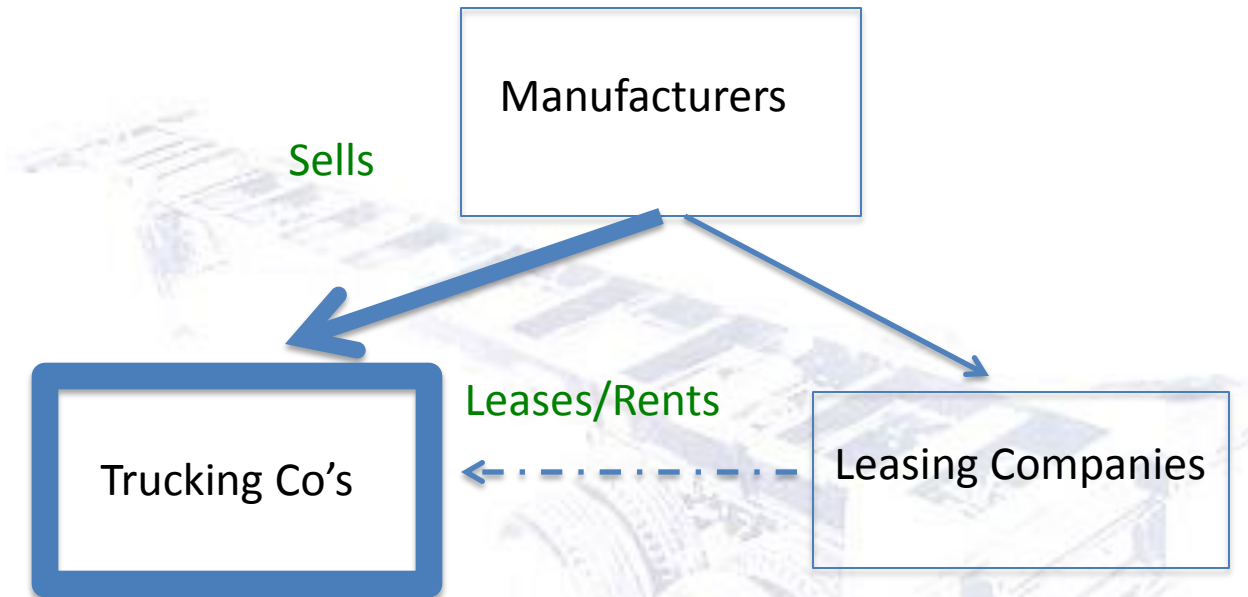 Manufacturers
Sells
Leases/Rents
Trucking Co’s
Leasing Companies